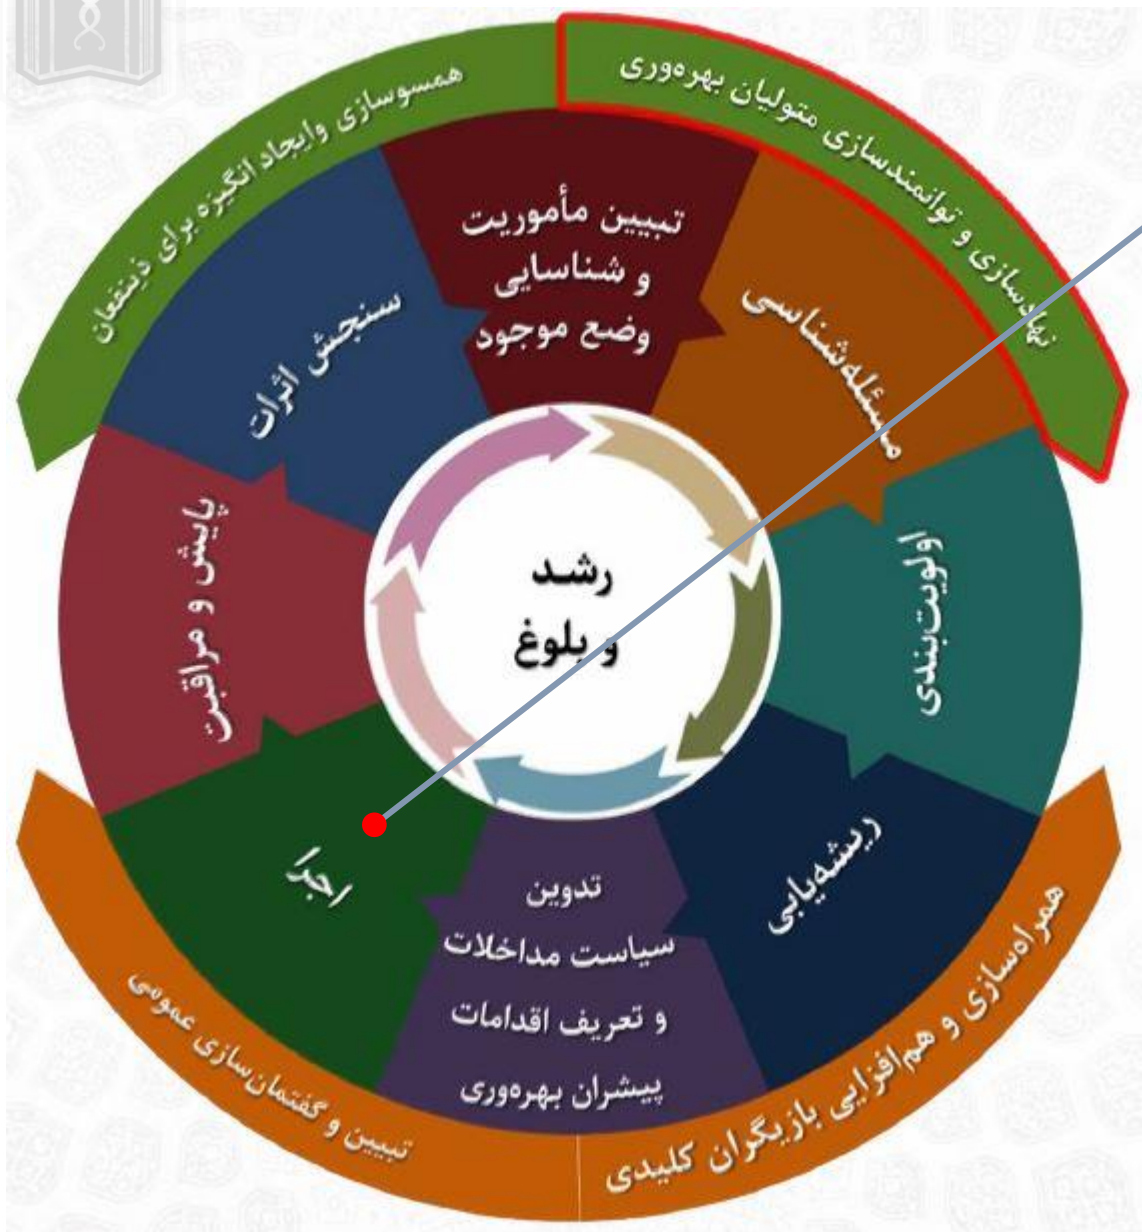 نهادسازی و توانمندسازی متولیان بهره‌وری
همسوسازی وایجاد انگیزه برای ذینفعان
تبیین مأموریت
و شناسایی
وضع موجود
مسئله‌شناسی
اولویت‌بندی
ریشه‌یابی
تدوین
سیاست مداخلات
و تعریف اقدامات
پیشران بهره‌وری
اجرا
پایش و مراقبت
سنجش اثرات
رشد
و بلوغ
همراه‌سازی و هم‌افزایی بازیگران کلیدی
تبیین و گفتمان‌سازی عمومی